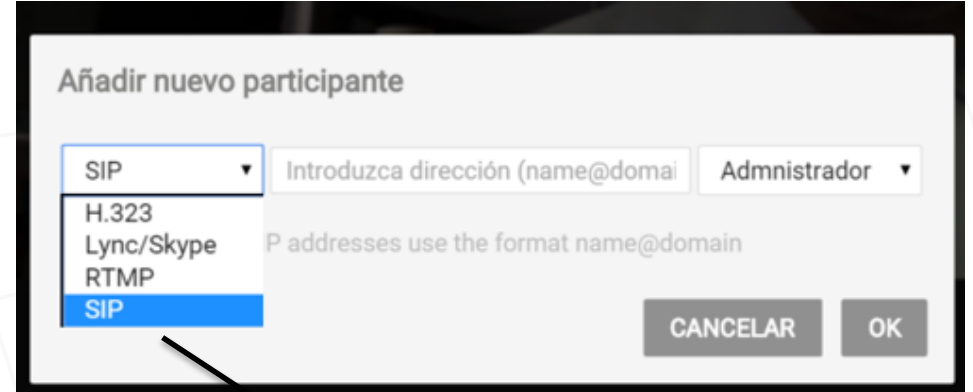 Añadir nuevo participante
SIP Introduzca dirección (name@domai Admnistrador
H.323
Lync/Skype P addresses use the format name@domain
RTMP
SIP
CANCELAR OK